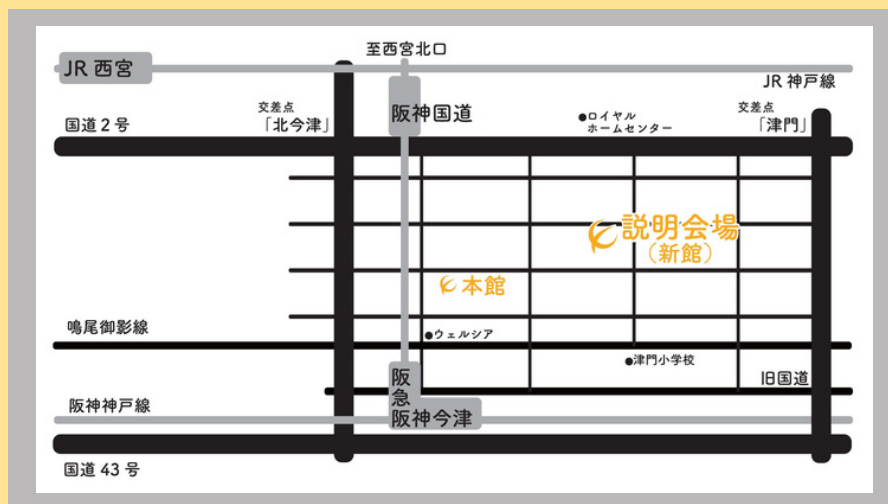 至西宮北口
JR 西宮
JR 神戸線
交差点
「北今津」
阪神国道
●ロイヤル
ホームセンター
交差点
「津門」
国道2号
説明会場
（新館）
本館
鳴尾御影線
●ウェルシア
●津門小学校
旧国道
阪急
阪神今津
阪神神戸線
国道 43 号